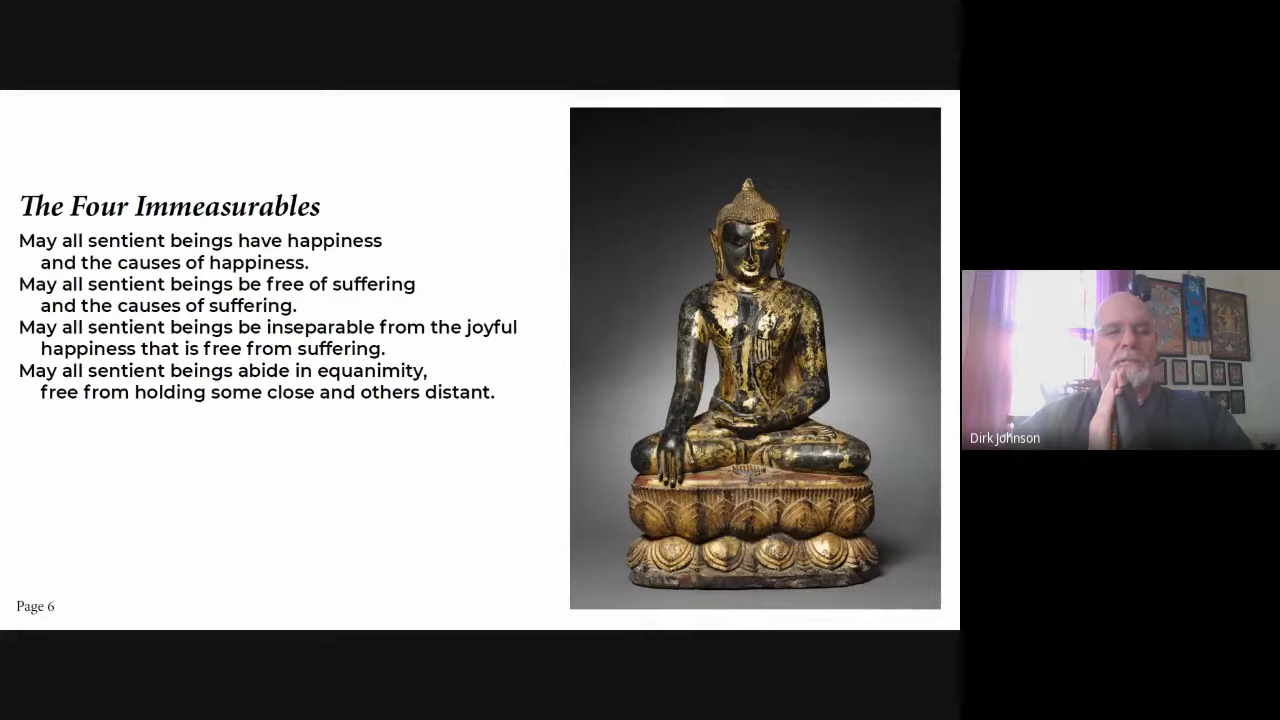 The Four Immeasurables
May all sentient beings have happiness
and the causes of happiness.
May all sentient beings be free of suffering
and the causes of suffering.
May all sentient beings be inseparable from the joyful
happiness that is free from suffering.
May all sentient beings abide in equanimity,
free from holding some close and others distant.
Page 6
Dirk Johnson